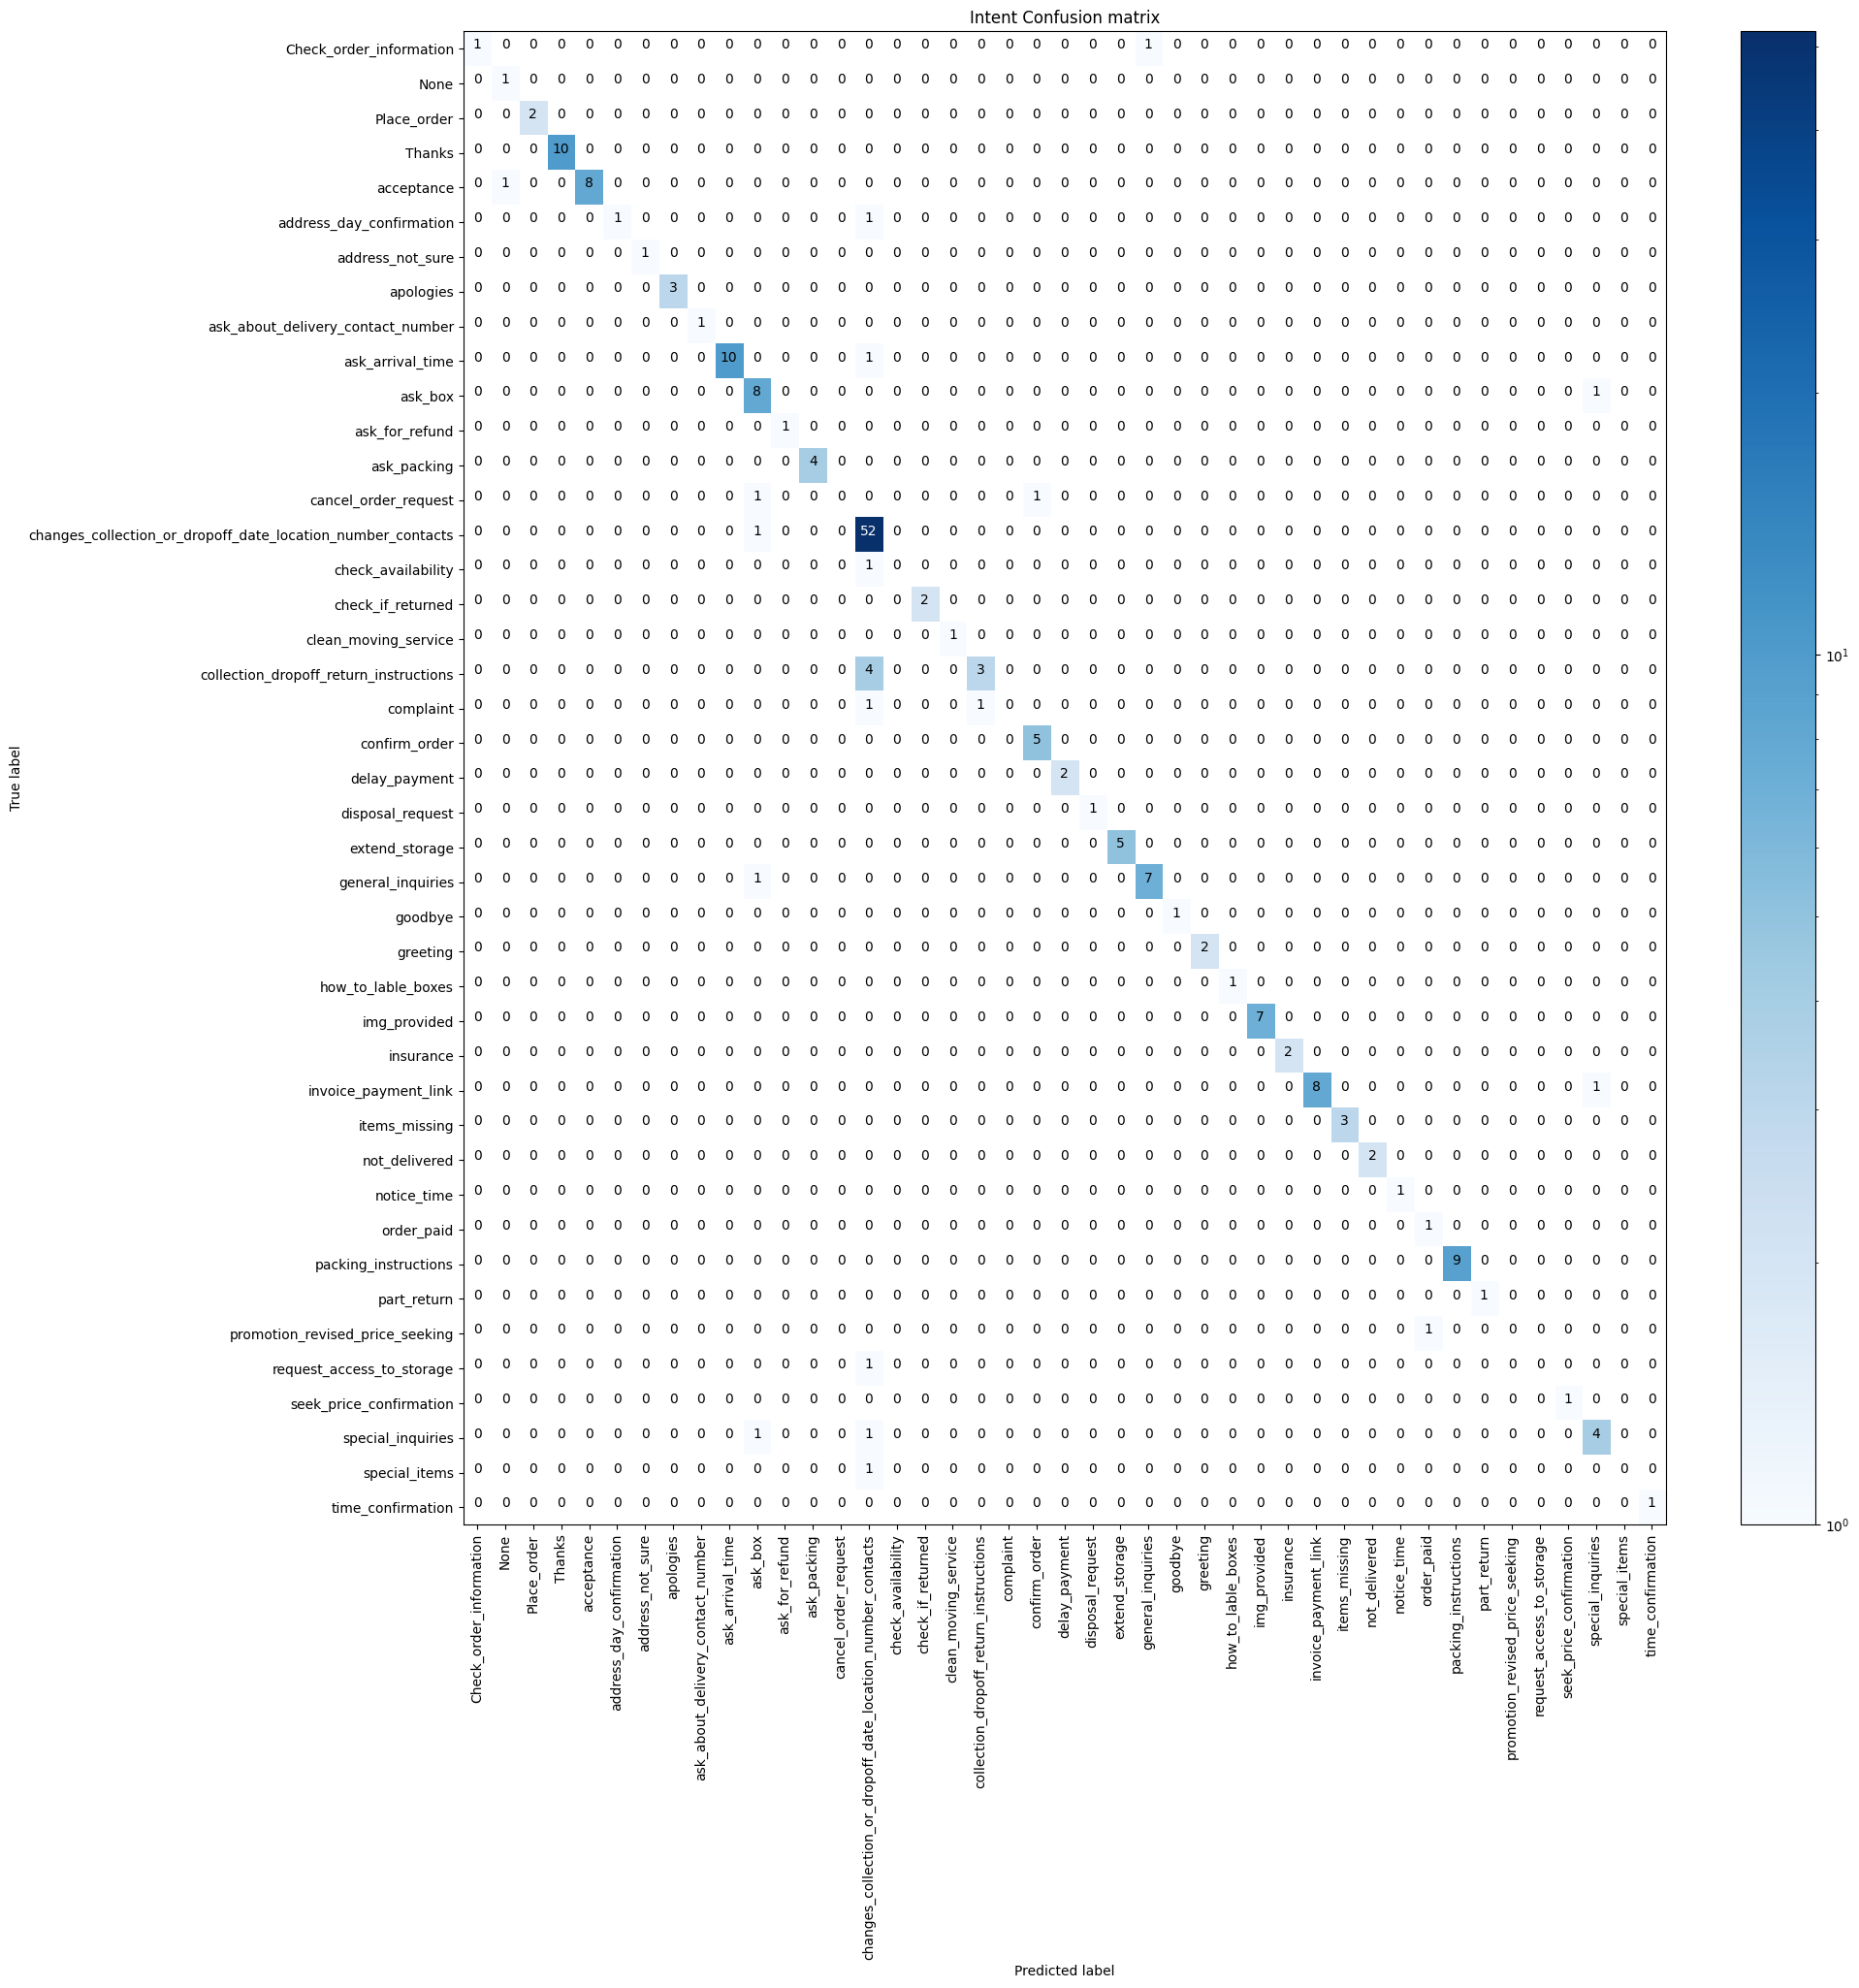 Intent Confusion matrix
Check_order_information 1 0 0 0 0 0 0 0 0 0 0 0 0 0 0 0 0 0 0 0 0 0 0 0 1 0 0 0 0 0 0 0 0 0 0 0 0 0 0 0 0 0 0
None 0 1 0 0 0 0 0 0 0 0 0 0 0 0 0 0 0 0 0 0 0 0 0 0 0 0 0 0 0 0 0 0 0 0 0 0 0 0 0 0 0 0 0
Place_order 0 0 2 0 0 0 0 0 0 0 0 0 0 0 0 0 0 0 0 0 0 0 0 0 0 0 0 0 0 0 0 0 0 0 0 0 0 0 0 0 0 0 0
Thanks 0 0 0 10 0 0 0 0 0 0 0 0 0 0 0 0 0 0 0 0 0 0 0 0 0 0 0 0 0 0 0 0 0 0 0 0 0 0 0 0 0 0 0
acceptance 0 1 0 0 8 0 0 0 0 0 0 0 0 0 0 0 0 0 0 0 0 0 0 0 0 0 0 0 0 0 0 0 0 0 0 0 0 0 0 0 0 0 0
address_day_confirmation 0 0 0 0 0 1 0 0 0 0 0 0 0 0 1 0 0 0 0 0 0 0 0 0 0 0 0 0 0 0 0 0 0 0 0 0 0 0 0 0 0 0 0
address_not_sure 0 0 0 0 0 0 1 0 0 0 0 0 0 0 0 0 0 0 0 0 0 0 0 0 0 0 0 0 0 0 0 0 0 0 0 0 0 0 0 0 0 0 0
apologies 0 0 0 0 0 0 0 3 0 0 0 0 0 0 0 0 0 0 0 0 0 0 0 0 0 0 0 0 0 0 0 0 0 0 0 0 0 0 0 0 0 0 0
ask_about_delivery_contact_number 0 0 0 0 0 0 0 0 1 0 0 0 0 0 0 0 0 0 0 0 0 0 0 0 0 0 0 0 0 0 0 0 0 0 0 0 0 0 0 0 0 0 0
ask_arrival_time 0 0 0 0 0 0 0 0 0 10 0 0 0 0 1 0 0 0 0 0 0 0 0 0 0 0 0 0 0 0 0 0 0 0 0 0 0 0 0 0 0 0 0
ask_box 0 0 0 0 0 0 0 0 0 0 8 0 0 0 0 0 0 0 0 0 0 0 0 0 0 0 0 0 0 0 0 0 0 0 0 0 0 0 0 0 1 0 0
ask_for_refund 0 0 0 0 0 0 0 0 0 0 0 1 0 0 0 0 0 0 0 0 0 0 0 0 0 0 0 0 0 0 0 0 0 0 0 0 0 0 0 0 0 0 0
ask_packing 0 0 0 0 0 0 0 0 0 0 0 0 4 0 0 0 0 0 0 0 0 0 0 0 0 0 0 0 0 0 0 0 0 0 0 0 0 0 0 0 0 0 0
cancel_order_request 0 0 0 0 0 0 0 0 0 0 1 0 0 0 0 0 0 0 0 0 1 0 0 0 0 0 0 0 0 0 0 0 0 0 0 0 0 0 0 0 0 0 0
changes_collection_or_dropoff_date_location_number_contacts 0 0 0 0 0 0 0 0 0 0 1 0 0 0 52 0 0 0 0 0 0 0 0 0 0 0 0 0 0 0 0 0 0 0 0 0 0 0 0 0 0 0 0
check_availability 0 0 0 0 0 0 0 0 0 0 0 0 0 0 1 0 0 0 0 0 0 0 0 0 0 0 0 0 0 0 0 0 0 0 0 0 0 0 0 0 0 0 0
check_if_returned 0 0 0 0 0 0 0 0 0 0 0 0 0 0 0 0 2 0 0 0 0 0 0 0 0 0 0 0 0 0 0 0 0 0 0 0 0 0 0 0 0 0 0
clean_moving_service 0 0 0 0 0 0 0 0 0 0 0 0 0 0 0 0 0 1 0 0 0 0 0 0 0 0 0 0 0 0 0 0 0 0 0 0 0 0 0 0 0 0 0
collection_dropoff_return_instructions 0 0 0 0 0 0 0 0 0 0 0 0 0 0 4 0 0 0 3 0 0 0 0 0 0 0 0 0 0 0 0 0 0 0 0 0 0 0 0 0 0 0 0
complaint 0 0 0 0 0 0 0 0 0 0 0 0 0 0 1 0 0 0 1 0 0 0 0 0 0 0 0 0 0 0 0 0 0 0 0 0 0 0 0 0 0 0 0
confirm_order 0 0 0 0 0 0 0 0 0 0 0 0 0 0 0 0 0 0 0 0 5 0 0 0 0 0 0 0 0 0 0 0 0 0 0 0 0 0 0 0 0 0 0
delay_payment 0 0 0 0 0 0 0 0 0 0 0 0 0 0 0 0 0 0 0 0 0 2 0 0 0 0 0 0 0 0 0 0 0 0 0 0 0 0 0 0 0 0 0
disposal_request 0 0 0 0 0 0 0 0 0 0 0 0 0 0 0 0 0 0 0 0 0 0 1 0 0 0 0 0 0 0 0 0 0 0 0 0 0 0 0 0 0 0 0
extend_storage 0 0 0 0 0 0 0 0 0 0 0 0 0 0 0 0 0 0 0 0 0 0 0 5 0 0 0 0 0 0 0 0 0 0 0 0 0 0 0 0 0 0 0
general_inquiries 0 0 0 0 0 0 0 0 0 0 1 0 0 0 0 0 0 0 0 0 0 0 0 0 7 0 0 0 0 0 0 0 0 0 0 0 0 0 0 0 0 0 0
goodbye 0 0 0 0 0 0 0 0 0 0 0 0 0 0 0 0 0 0 0 0 0 0 0 0 0 1 0 0 0 0 0 0 0 0 0 0 0 0 0 0 0 0 0
greeting 0 0 0 0 0 0 0 0 0 0 0 0 0 0 0 0 0 0 0 0 0 0 0 0 0 0 2 0 0 0 0 0 0 0 0 0 0 0 0 0 0 0 0
how_to_lable_boxes 0 0 0 0 0 0 0 0 0 0 0 0 0 0 0 0 0 0 0 0 0 0 0 0 0 0 0 1 0 0 0 0 0 0 0 0 0 0 0 0 0 0 0
img_provided 0 0 0 0 0 0 0 0 0 0 0 0 0 0 0 0 0 0 0 0 0 0 0 0 0 0 0 0 7 0 0 0 0 0 0 0 0 0 0 0 0 0 0
insurance 0 0 0 0 0 0 0 0 0 0 0 0 0 0 0 0 0 0 0 0 0 0 0 0 0 0 0 0 0 2 0 0 0 0 0 0 0 0 0 0 0 0 0
invoice_payment_link 0 0 0 0 0 0 0 0 0 0 0 0 0 0 0 0 0 0 0 0 0 0 0 0 0 0 0 0 0 0 8 0 0 0 0 0 0 0 0 0 1 0 0
items_missing 0 0 0 0 0 0 0 0 0 0 0 0 0 0 0 0 0 0 0 0 0 0 0 0 0 0 0 0 0 0 0 3 0 0 0 0 0 0 0 0 0 0 0
not_delivered 0 0 0 0 0 0 0 0 0 0 0 0 0 0 0 0 0 0 0 0 0 0 0 0 0 0 0 0 0 0 0 0 2 0 0 0 0 0 0 0 0 0 0
notice_time 0 0 0 0 0 0 0 0 0 0 0 0 0 0 0 0 0 0 0 0 0 0 0 0 0 0 0 0 0 0 0 0 0 1 0 0 0 0 0 0 0 0 0
order_paid 0 0 0 0 0 0 0 0 0 0 0 0 0 0 0 0 0 0 0 0 0 0 0 0 0 0 0 0 0 0 0 0 0 0 1 0 0 0 0 0 0 0 0
packing_instructions 0 0 0 0 0 0 0 0 0 0 0 0 0 0 0 0 0 0 0 0 0 0 0 0 0 0 0 0 0 0 0 0 0 0 0 9 0 0 0 0 0 0 0
part_return 0 0 0 0 0 0 0 0 0 0 0 0 0 0 0 0 0 0 0 0 0 0 0 0 0 0 0 0 0 0 0 0 0 0 0 0 1 0 0 0 0 0 0
promotion_revised_price_seeking 0 0 0 0 0 0 0 0 0 0 0 0 0 0 0 0 0 0 0 0 0 0 0 0 0 0 0 0 0 0 0 0 0 0 1 0 0 0 0 0 0 0 0
request_access_to_storage 0 0 0 0 0 0 0 0 0 0 0 0 0 0 1 0 0 0 0 0 0 0 0 0 0 0 0 0 0 0 0 0 0 0 0 0 0 0 0 0 0 0 0
seek_price_confirmation 0 0 0 0 0 0 0 0 0 0 0 0 0 0 0 0 0 0 0 0 0 0 0 0 0 0 0 0 0 0 0 0 0 0 0 0 0 0 0 1 0 0 0
special_inquiries 0 0 0 0 0 0 0 0 0 0 1 0 0 0 1 0 0 0 0 0 0 0 0 0 0 0 0 0 0 0 0 0 0 0 0 0 0 0 0 0 4 0 0
special_items 0 0 0 0 0 0 0 0 0 0 0 0 0 0 1 0 0 0 0 0 0 0 0 0 0 0 0 0 0 0 0 0 0 0 0 0 0 0 0 0 0 0 0
time_confirmation 0 0 0 0 0 0 0 0 0 0 0 0 0 0 0 0 0 0 0 0 0 0 0 0 0 0 0 0 0 0 0 0 0 0 0 0 0 0 0 0 0 0 1
True label
Check_order_information
None
Place_order
Thanks
acceptance
address_day_confirmation
address_not_sure
apologies
ask_about_delivery_contact_number
ask_arrival_time
ask_box
ask_for_refund
ask_packing
cancel_order_request
changes_collection_or_dropoff_date_location_number_contacts
check_availability
check_if_returned
clean_moving_service
collection_dropoff_return_instructions
complaint
confirm_order
delay_payment
disposal_request
extend_storage
general_inquiries
goodbye
greeting
how_to_lable_boxes
img_provided
insurance
invoice_payment_link
items_missing
not_delivered
notice_time
order_paid
packing_instructions
part_return
promotion_revised_price_seeking
request_access_to_storage
seek_price_confirmation
special_inquiries
special_items
time_confirmation
Predicted label
10¹
10⁰